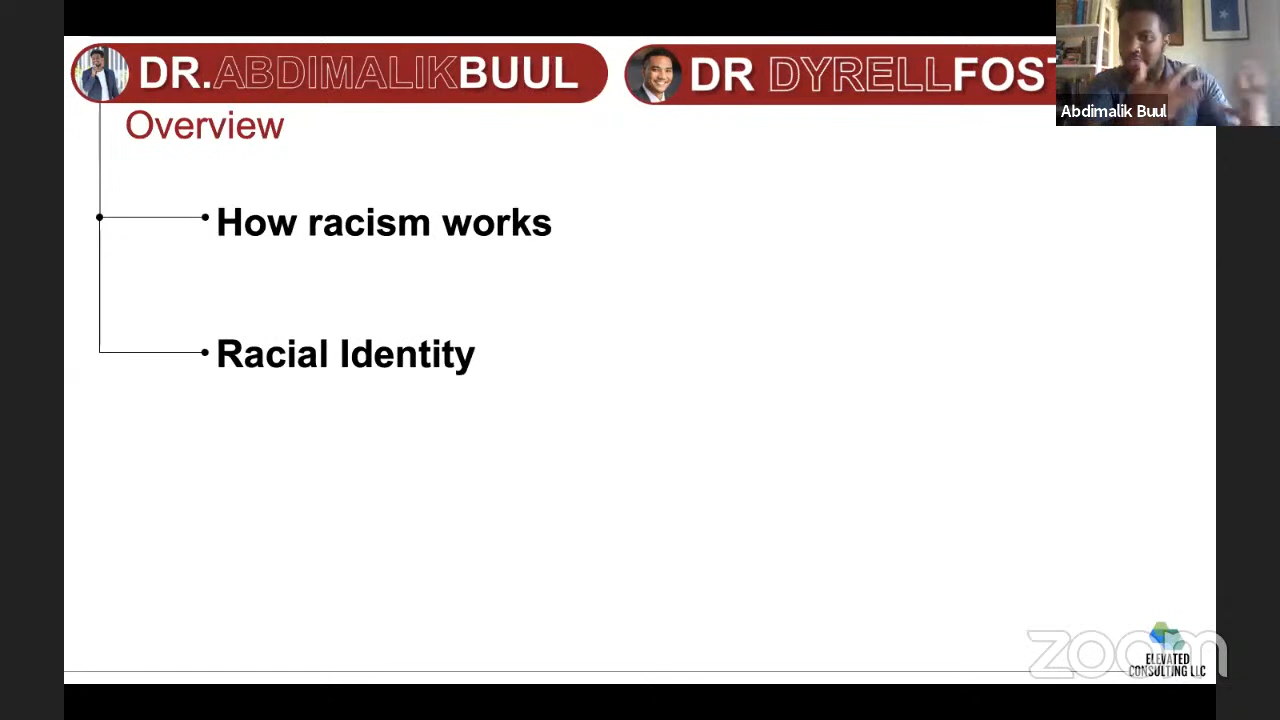 DR.ABDIMALIKBUUL
DR DYRELLFOST
Abdimalik Buul
Overview
How racism works
Racial Identity
zoom
ELEVATED
CONSULTING LLC